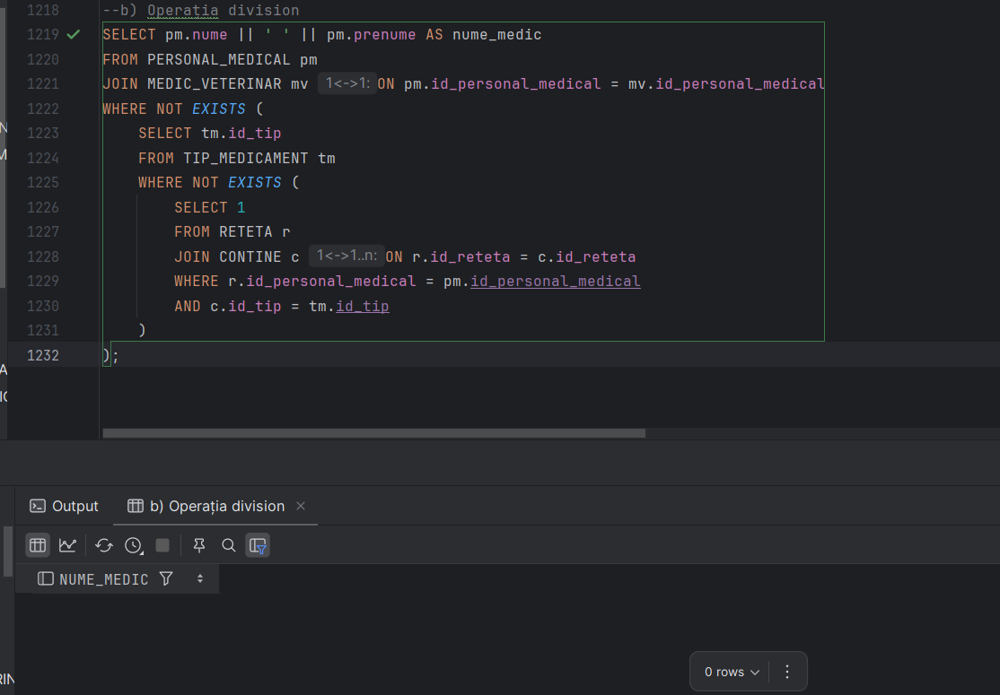 1218 --b) Operația division
1219 SELECT pm.nume || ' ' || pm.prenume AS nume_medic
1220 FROM PERSONAL_MEDICAL pm
1221 JOIN MEDIC_VETERINAR mv 1<->1: ON pm.id_personal_medical = mv.id_personal_medical
1222 WHERE NOT EXISTS (
1223 SELECT tm.id_tip
1224 FROM TIP_MEDICAMENT tm
1225 WHERE NOT EXISTS (
1226 SELECT 1
1227 FROM RETETA r
1228 JOIN CONTINE c 1<->1..n: ON r.id_reteta = c.id_reteta
1229 WHERE r.id_personal_medical = pm.id_personal_medical
1230 AND c.id_tip = tm.id_tip
1231 )
1232 );
Output
b) Operația division
NUME_MEDIC
0 rows